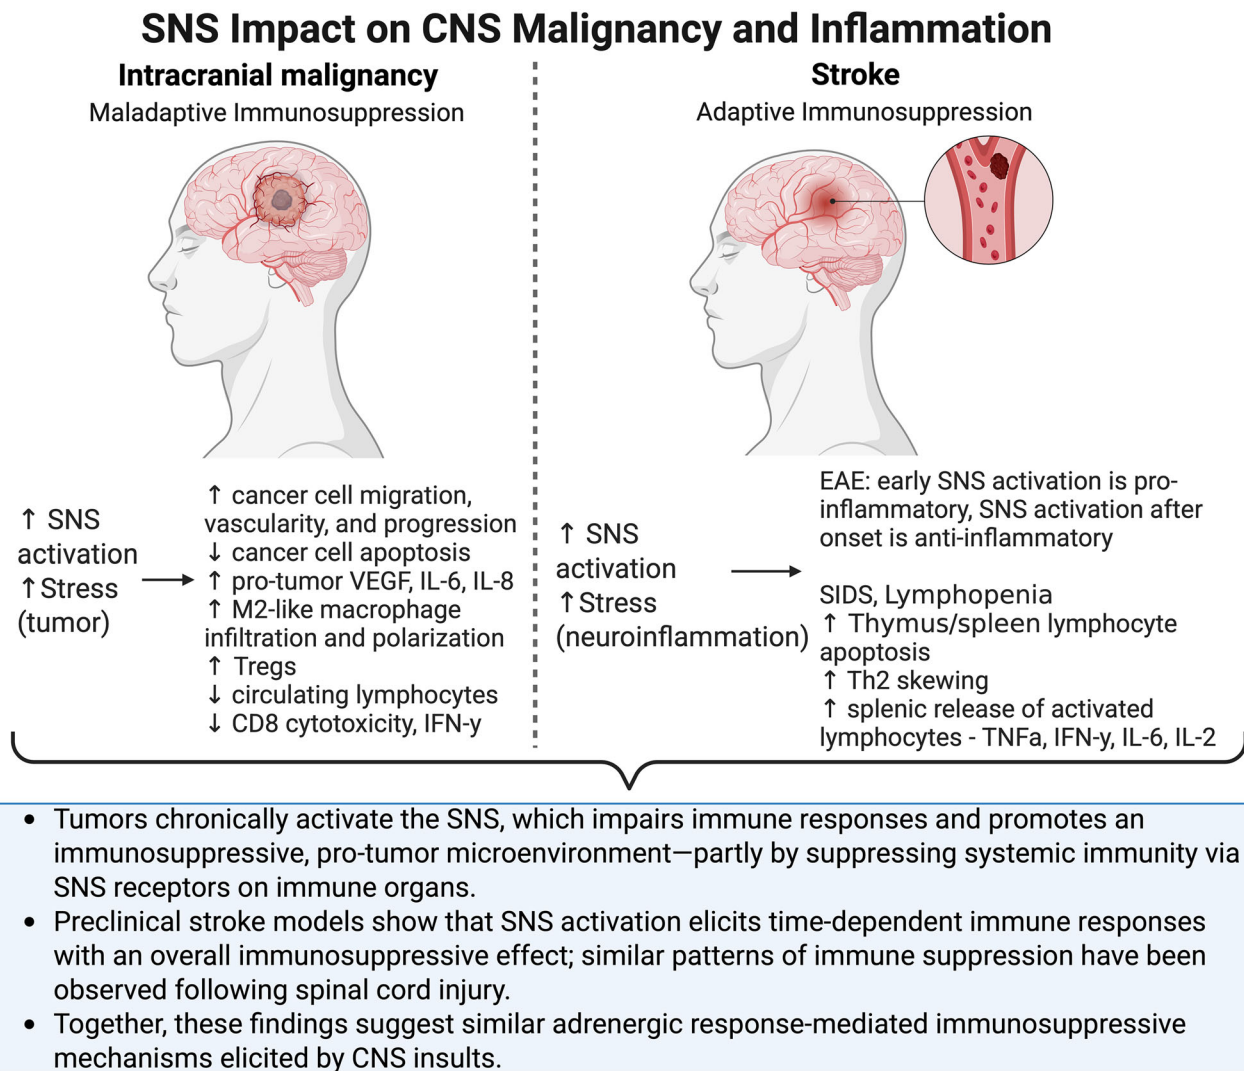 SNS Impact on CNS Malignancy and Inflammation
Intracranial malignancy
Maladaptive Immunosuppression
↑ SNS
activation
↑Stress
(tumor)
↑ cancer cell migration,
vascularity, and progression
↓ cancer cell apoptosis
↑ pro-tumor VEGF, IL-6, IL-8
↑ M2-like macrophage
infiltration and polarization
↑ Tregs
↓ circulating lymphocytes
↓ CD8 cytotoxicity, IFN-y
Stroke
Adaptive Immunosuppression
↑ SNS
activation
↑Stress
(neuroinflammation)
EAE: early SNS activation is pro-
inflammatory, SNS activation after
onset is anti-inflammatory
SIDS, Lymphopenia
↑ Thymus/spleen lymphocyte
apoptosis
↑ Th2 skewing
↑ splenic release of activated
lymphocytes - TNFa, IFN-y, IL-6, IL-2
• Tumors chronically activate the SNS, which impairs immune responses and promotes an
immunosuppressive, pro-tumor microenvironment—partly by suppressing systemic immunity via
SNS receptors on immune organs.
• Preclinical stroke models show that SNS activation elicits time-dependent immune responses
with an overall immunosuppressive effect; similar patterns of immune suppression have been
observed following spinal cord injury.
• Together, these findings suggest similar adrenergic response-mediated immunosuppressive
mechanisms elicited by CNS insults.